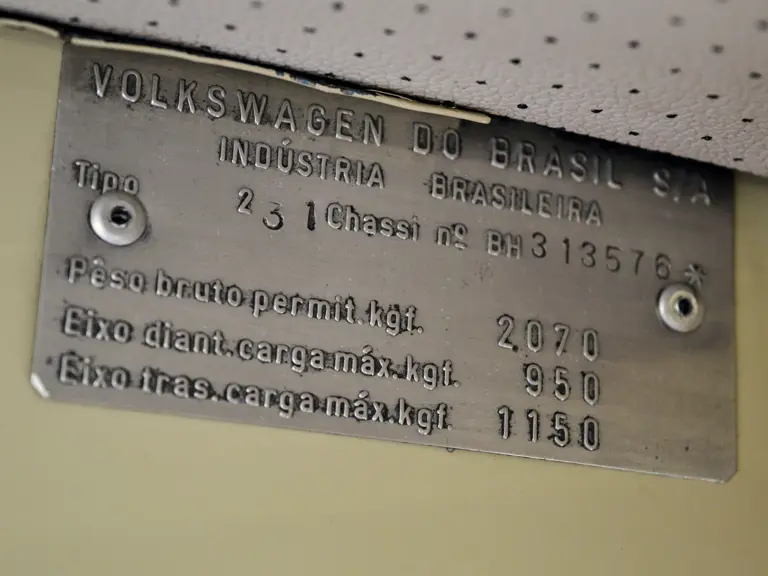 VOLKSWAGEN DO BRASIL S/A
INDÚSTRIA BRASILEIRA
Tipo 231 Chassi nº BH313576*
Pêso bruto permit.kgf. 2070
Eixo diant.carga máx.kgf. 950
Eixo tras.carga máx.kgf. 1150